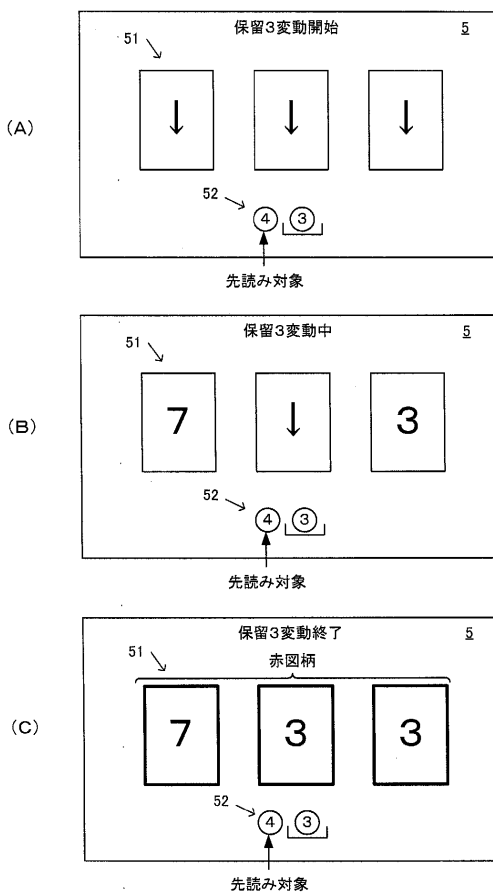 保留3変動開始
5
51
(A)
↓ ↓ ↓
52
④ ③
先読み対象
保留3変動中
5
51
(B)
7 ↓ 3
52
④ ③
先読み対象
保留3変動終了
5
51
赤図柄
(C)
7 3 3
52
④ ③
先読み対象